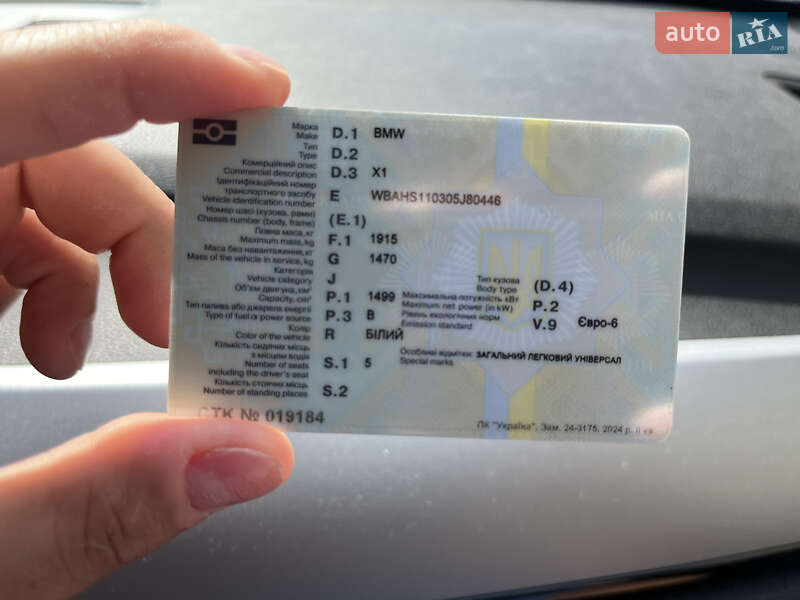 auto RIA .com
Марка
Make D.1 BMW
Тип
Type D.2
Комерційний опис
Commercial description D.3 X1
Ідентифікаційний номер
транспортного засобу
Vehicle identification number E WBAHS110305J80446
Номер шасі (кузова, рами)
Chassis number (body, frame) (E.1)
Повна маса, кг
Maximum mass, kg F.1 1915
Маса без навантаження, кг
Mass of the vehicle in service, kg G 1470
Категорія
Vehicle category J
Об'єм двигуна, см³
Capacity, cm³ P.1 1499
Тип палива або джерела енергії
Type of fuel or power source P.3 B
Колір
Color of the vehicle R БІЛИЙ
Кількість сидячих місць
з місцем водія
Number of seats
including the driver's seat S.1 5
Кількість стоячих місць
Number of standing places S.2
Тип кузова
Body type (D.4)
Максимальна потужність кВт
Maximum net power (in kW) P.2
Рівень екологічних норм
Emission standard V.9 Євро-6
Особливі відмітки: ЗАГАЛЬНИЙ ЛЕГКОВИЙ УНІВЕРСАЛ
Special marks
СТК № 019184
ПК "Україна", Зам. 24-3175, 2024 р. II кв.